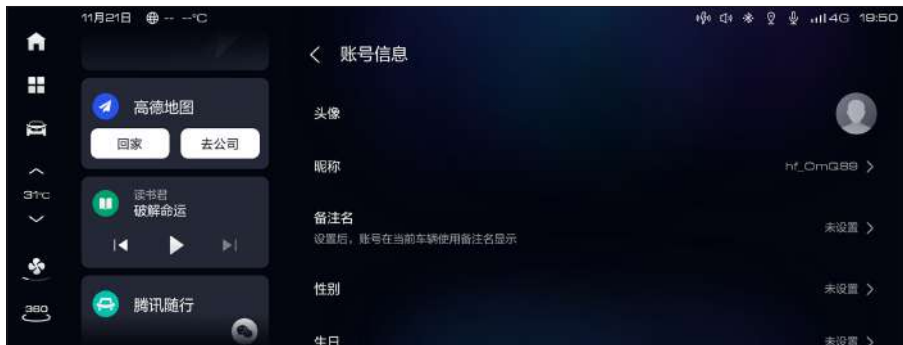 11月21日 -- --°C
4G 19:50
账号信息
高德地图
回家 去公司
31°C
读书君
破解命运
360
腾讯随行
头像
昵称 hf_OmQ89
备注名 未设置
设置后，账号在当前车辆使用备注名显示
性别 未设置
生日 未设置